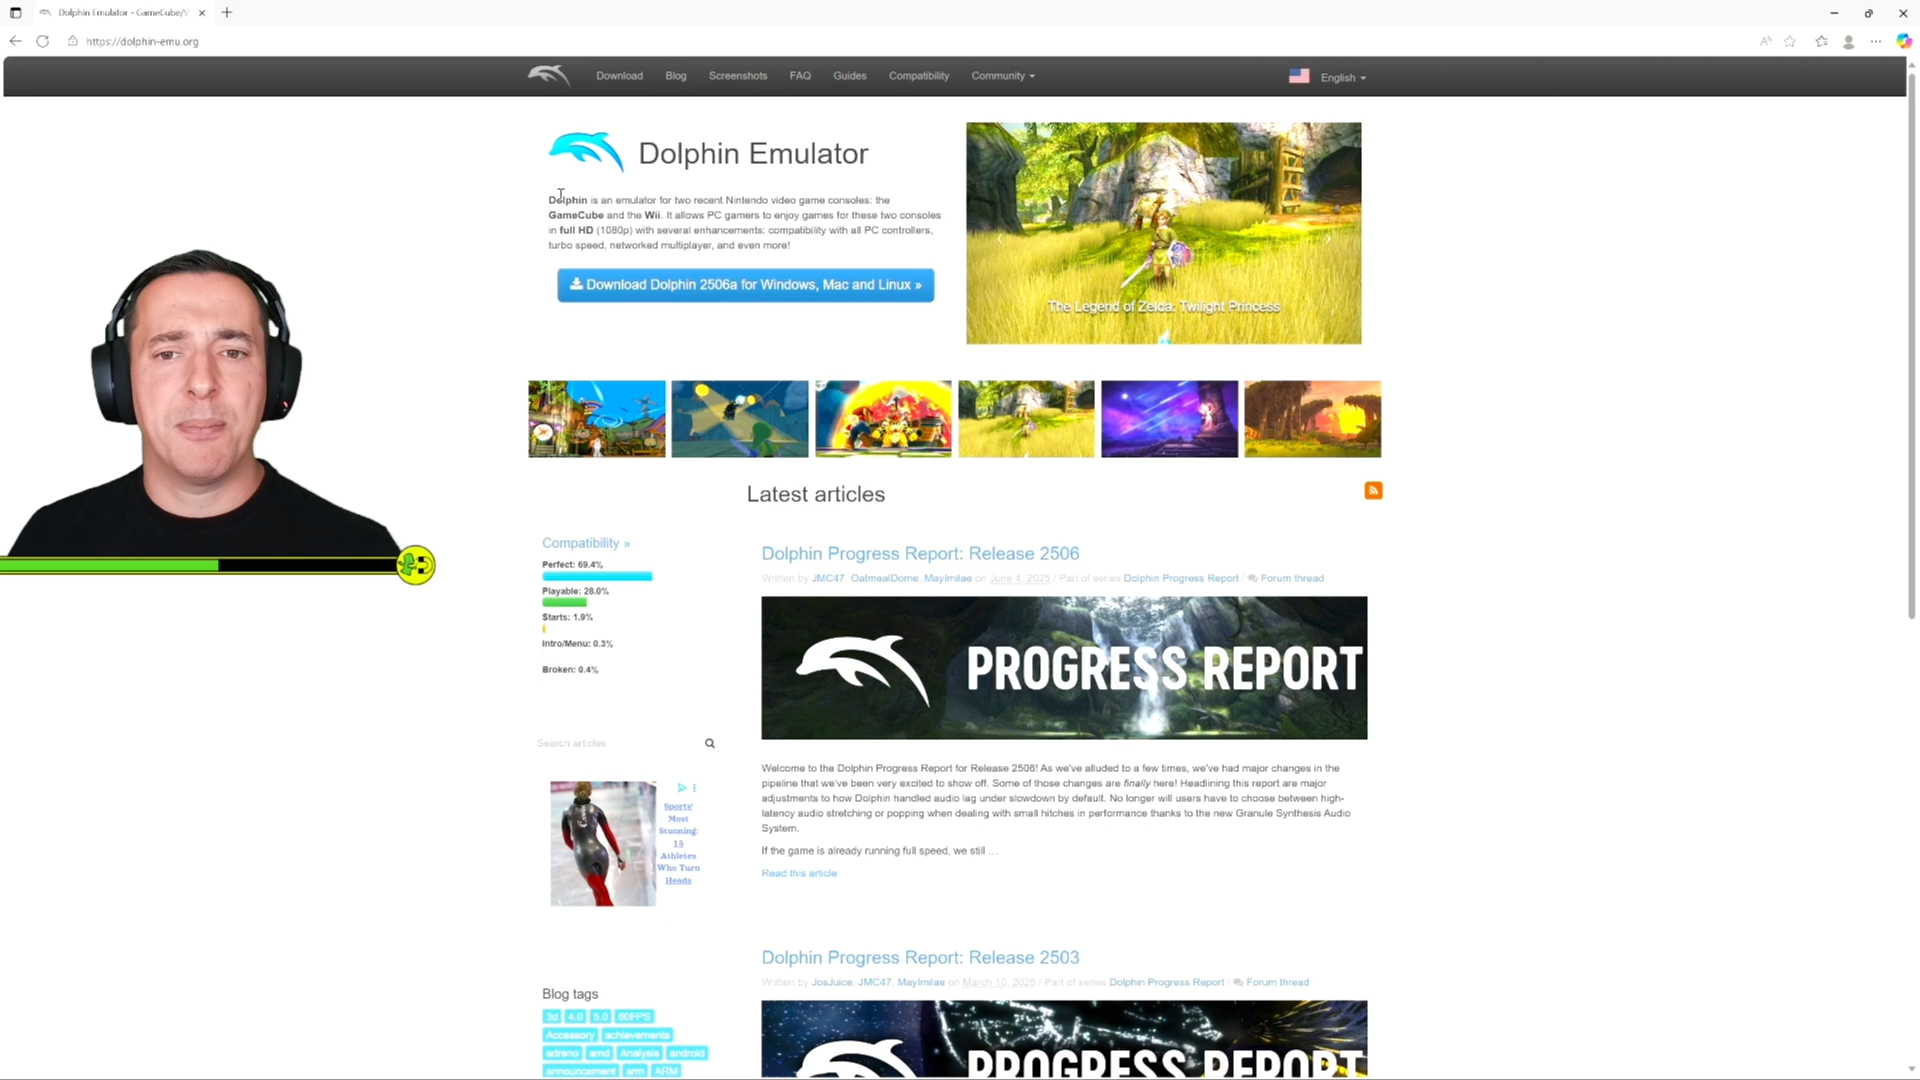 Dolphin Emulator - GameCube/W
https://dolphin-emu.org
Download Blog Screenshots FAQ Guides Compatibility Community English
Dolphin Emulator
Dolphin is an emulator for two recent Nintendo video game consoles: the
GameCube and the Wii. It allows PC gamers to enjoy games for these two consoles
in full HD (1080p) with several enhancements: compatibility with all PC controllers,
turbo speed, networked multiplayer, and even more!
Download Dolphin 2506a for Windows, Mac and Linux »
The Legend of Zelda: Twilight Princess
Latest articles
Compatibility »
Perfect: 69.4%
Playable: 28.0%
Starts: 1.9%
Intro/Menu: 0.3%
Broken: 0.4%
Search articles
Sports'
Most
Stunning:
15
Athletes
Who Turn
Heads
Blog tags
3d 4.0 5.0 60FPS
Accessory achievements
adreno amd Analysis android
announcement arm ARM
Dolphin Progress Report: Release 2506
Written by JMC47, OatmealDome, MayImilae on June 4, 2025 / Part of series Dolphin Progress Report / Forum thread
PROGRESS REPORT
Welcome to the Dolphin Progress Report for Release 2506! As we've alluded to a few times, we've had major changes in the
pipeline that we've been very excited to show off. Some of those changes are finally here! Headlining this report are major
adjustments to how Dolphin handled audio lag under slowdown by default. No longer will users have to choose between high-
latency audio stretching or popping when dealing with small hitches in performance thanks to the new Granule Synthesis Audio
System.
If the game is already running full speed, we still ...
Read this article
Dolphin Progress Report: Release 2503
Written by JosJuice, JMC47, MayImilae on March 10, 2025 / Part of series Dolphin Progress Report / Forum thread
PROGRESS REPORT